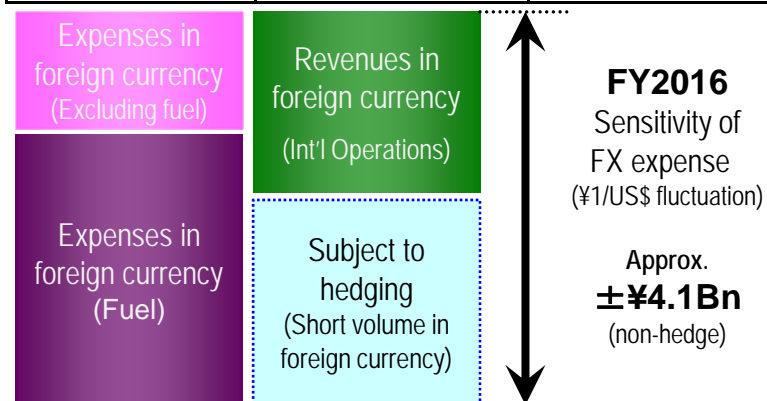 Expenses in
foreign currency
(Excluding fuel)
Expenses in
foreign currency
(Fuel)
Revenues in
foreign currency
(Int'l Operations)
Subject to
hedging
(Short volume in
foreign currency)
FY2016
Sensitivity of
FX expense
(¥1/US$ fluctuation)
Approx.
±¥4.1Bn
(non-hedge)